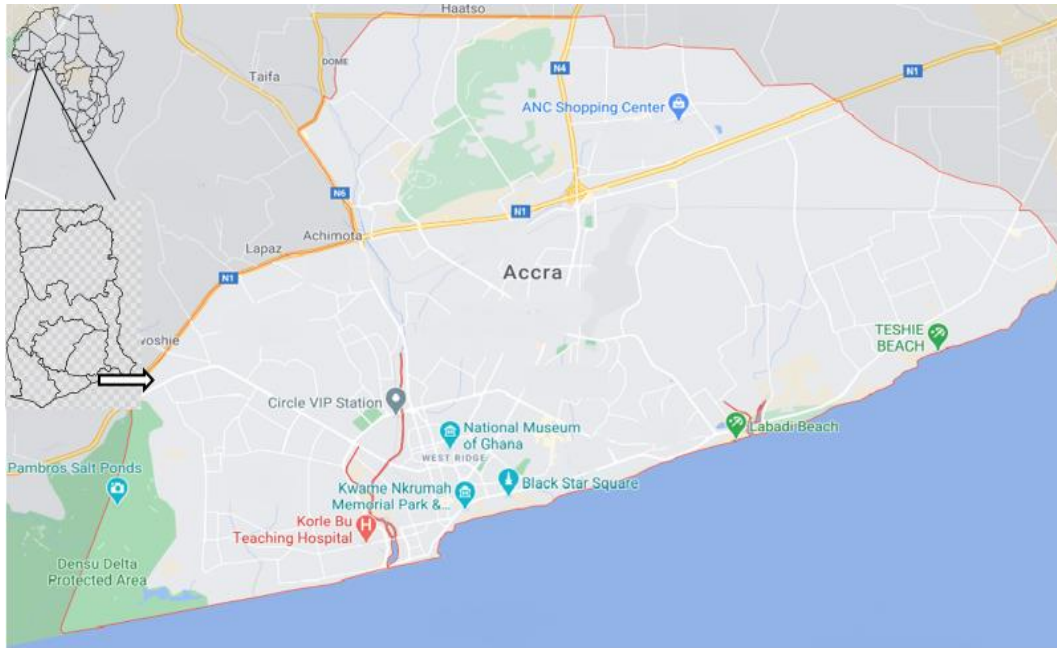 Haatso
DOME
N4
Taifa
N1
ANC Shopping Center
N6
N1
Achimota
Lapaz
N1
Accra
woshie
TESHIE
BEACH
Circle VIP Station
National Museum
of Ghana
Labadi Beach
WEST RIDGE
Pambros Salt Ponds
Kwame Nkrumah
Memorial Park &...
Black Star Square
Korle Bu
Teaching Hospital
H
Densu Delta
Protected Area